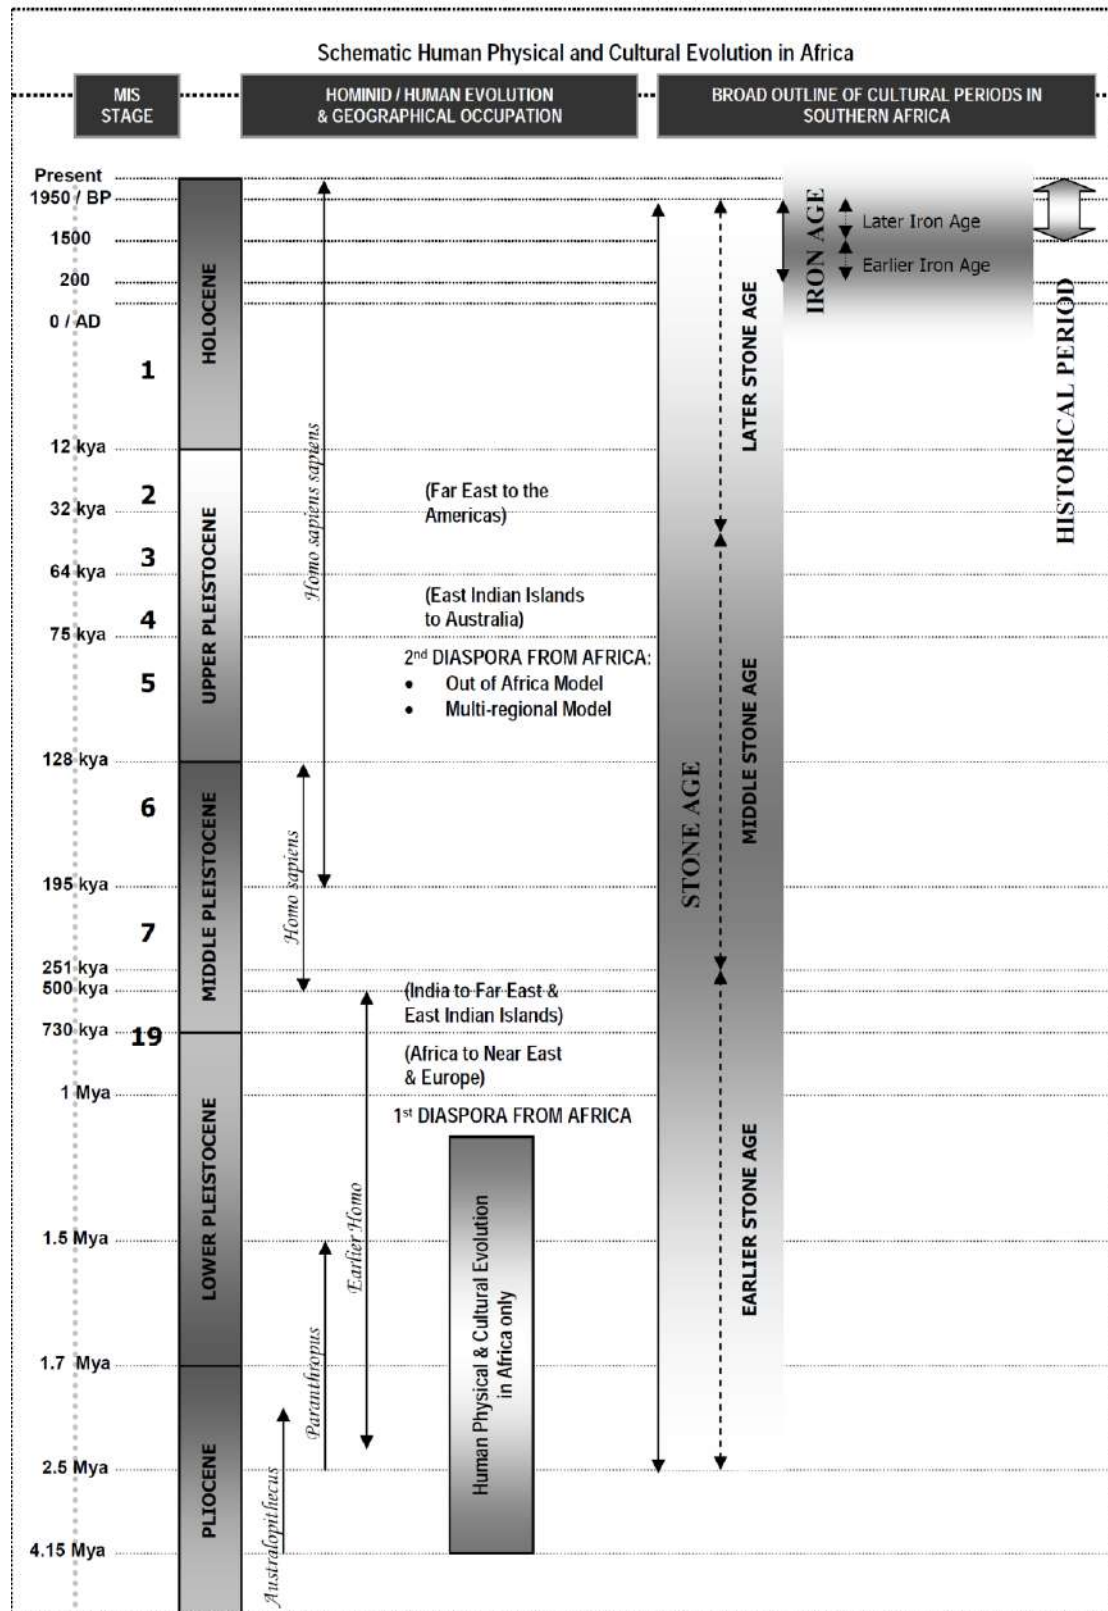 Schematic Human Physical and Cultural Evolution in Africa
MIS
STAGE
HOMINID / HUMAN EVOLUTION
& GEOGRAPHICAL OCCUPATION
BROAD OUTLINE OF CULTURAL PERIODS IN
SOUTHERN AFRICA
Present
1950 / BP
1500
200
0 / AD
12 kya
32 kya
64 kya
75 kya
128 kya
195 kya
251 kya
500 kya
730 kya
1 Mya
1.5 Mya
1.7 Mya
2.5 Mya
4.15 Mya
1
2
3
4
5
6
7
19
HOLOCENE
UPPER PLEISTOCENE
MIDDLE PLEISTOCENE
LOWER PLEISTOCENE
PLIOCENE
Homo sapiens sapiens
Homo sapiens
Earlier Homo
Paranthropus
Australopithecus
(Far East to the
Americas)
(East Indian Islands
to Australia)
2nd DIASPORA FROM AFRICA:
• Out of Africa Model
• Multi-regional Model
(India to Far East &
East Indian Islands)
(Africa to Near East
& Europe)
1st DIASPORA FROM AFRICA
Human Physical & Cultural Evolution
in Africa only
STONE AGE
LATER STONE AGE
MIDDLE STONE AGE
EARLIER STONE AGE
IRON AGE
Later Iron Age
Earlier Iron Age
HISTORICAL PERIOD